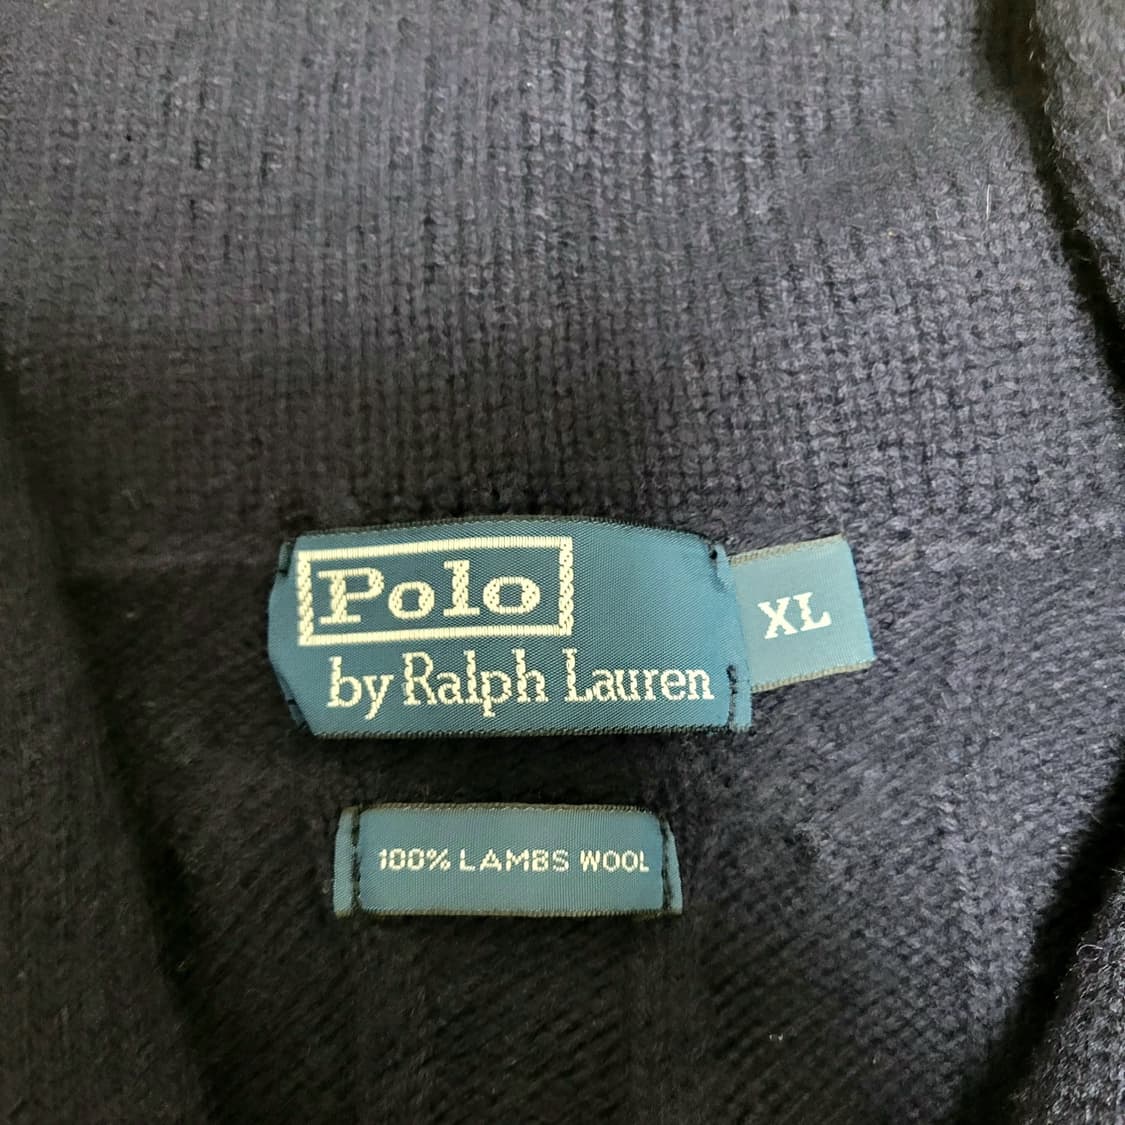 Polo
by Ralph Lauren
XL
100% LAMBS WOOL